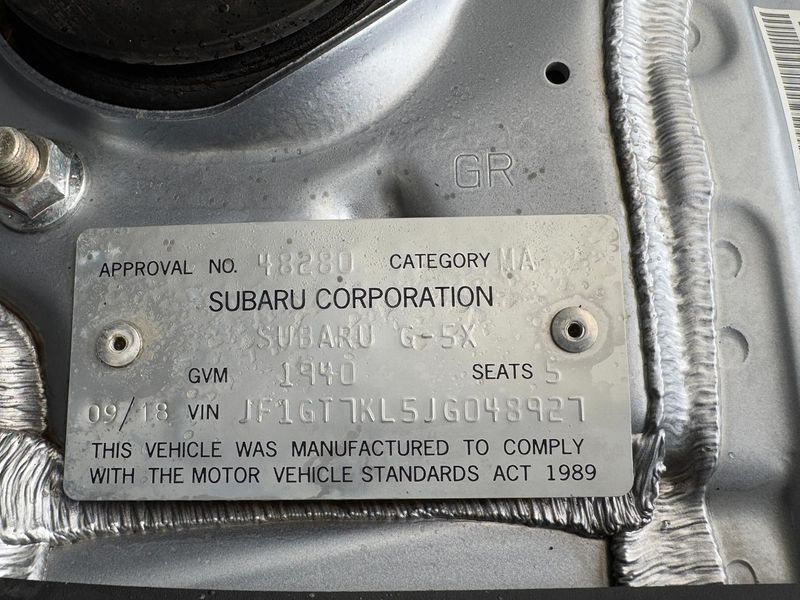 GR
APPROVAL NO. 48280 CATEGORY MA
SUBARU CORPORATION
SUBARU G-5X
GVM 1940 SEATS 5
09/18 VIN JF1GT7KL5JG048927
THIS VEHICLE WAS MANUFACTURED TO COMPLY
WITH THE MOTOR VEHICLE STANDARDS ACT 1989